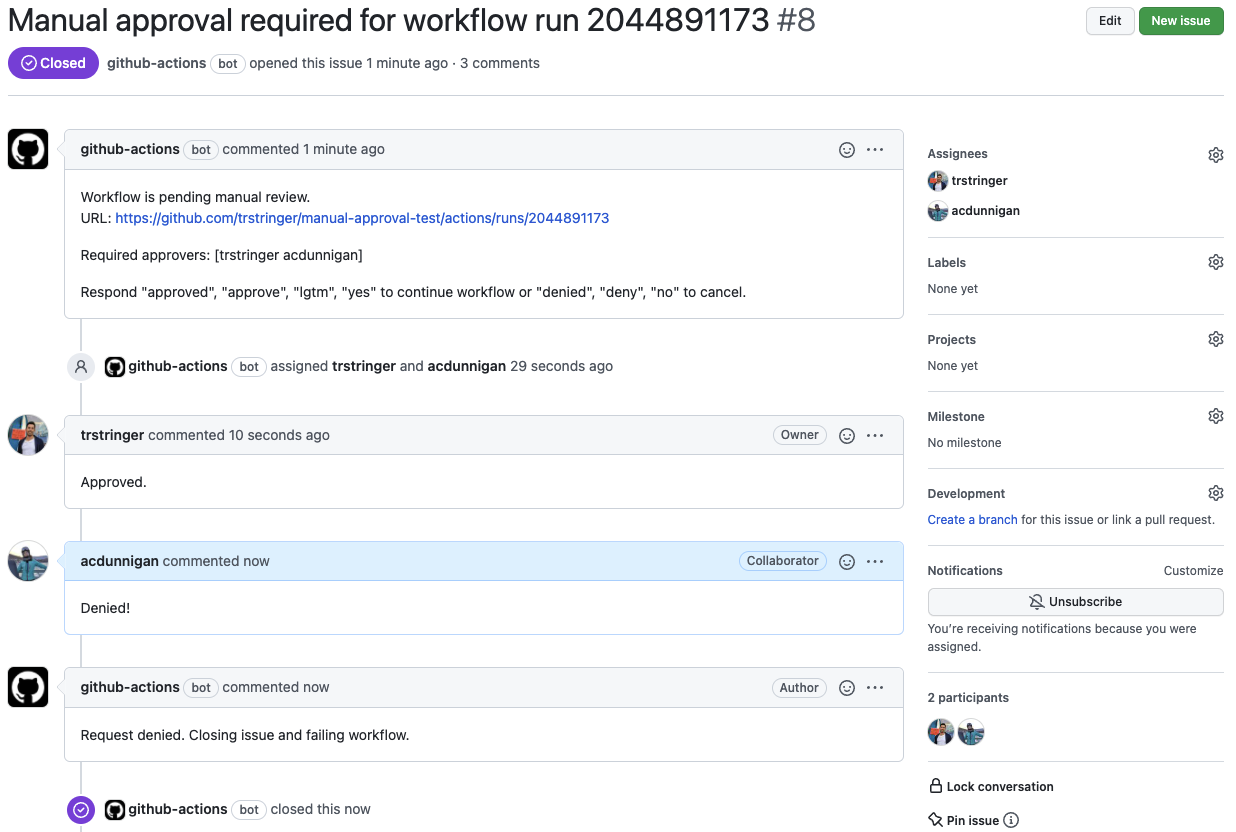 Manual approval required for workflow run 2044891173 #8
Edit
New issue
Closed
github-actions bot opened this issue 1 minute ago · 3 comments
github-actions bot commented 1 minute ago
Workflow is pending manual review.
URL: https://github.com/trstringer/manual-approval-test/actions/runs/2044891173
Required approvers: [trstringer acdunnigan]
Respond "approved", "approve", "lgtm", "yes" to continue workflow or "denied", "deny", "no" to cancel.
github-actions bot assigned trstringer and acdunnigan 29 seconds ago
trstringer commented 10 seconds ago
Owner
Approved.
acdunnigan commented now
Collaborator
Denied!
github-actions bot commented now
Author
Request denied. Closing issue and failing workflow.
github-actions bot closed this now
Assignees
trstringer
acdunnigan
Labels
None yet
Projects
None yet
Milestone
No milestone
Development
Create a branch for this issue or link a pull request.
Notifications
Customize
Unsubscribe
You’re receiving notifications because you were
assigned.
2 participants
Lock conversation
Pin issue